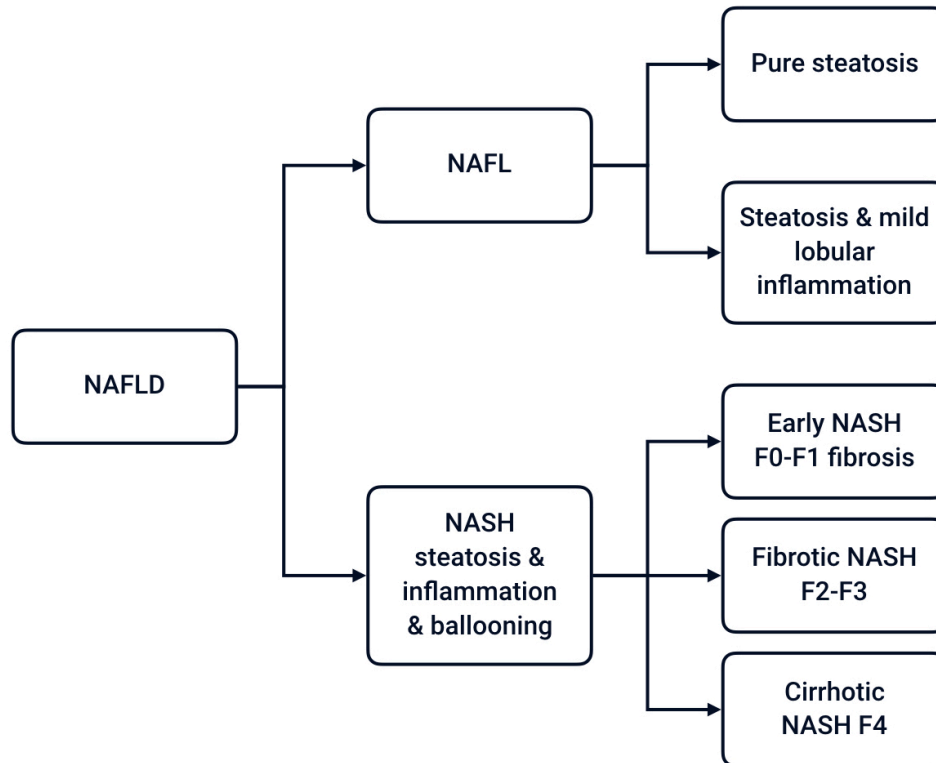 Pure steatosis
NAFL
Steatosis & mild
lobular
inflammation
NAFLD
Early NASH
F0-F1 fibrosis
NASH
steatosis &
inflammation
& ballooning
Fibrotic NASH
F2-F3
Cirrhotic
NASH F4